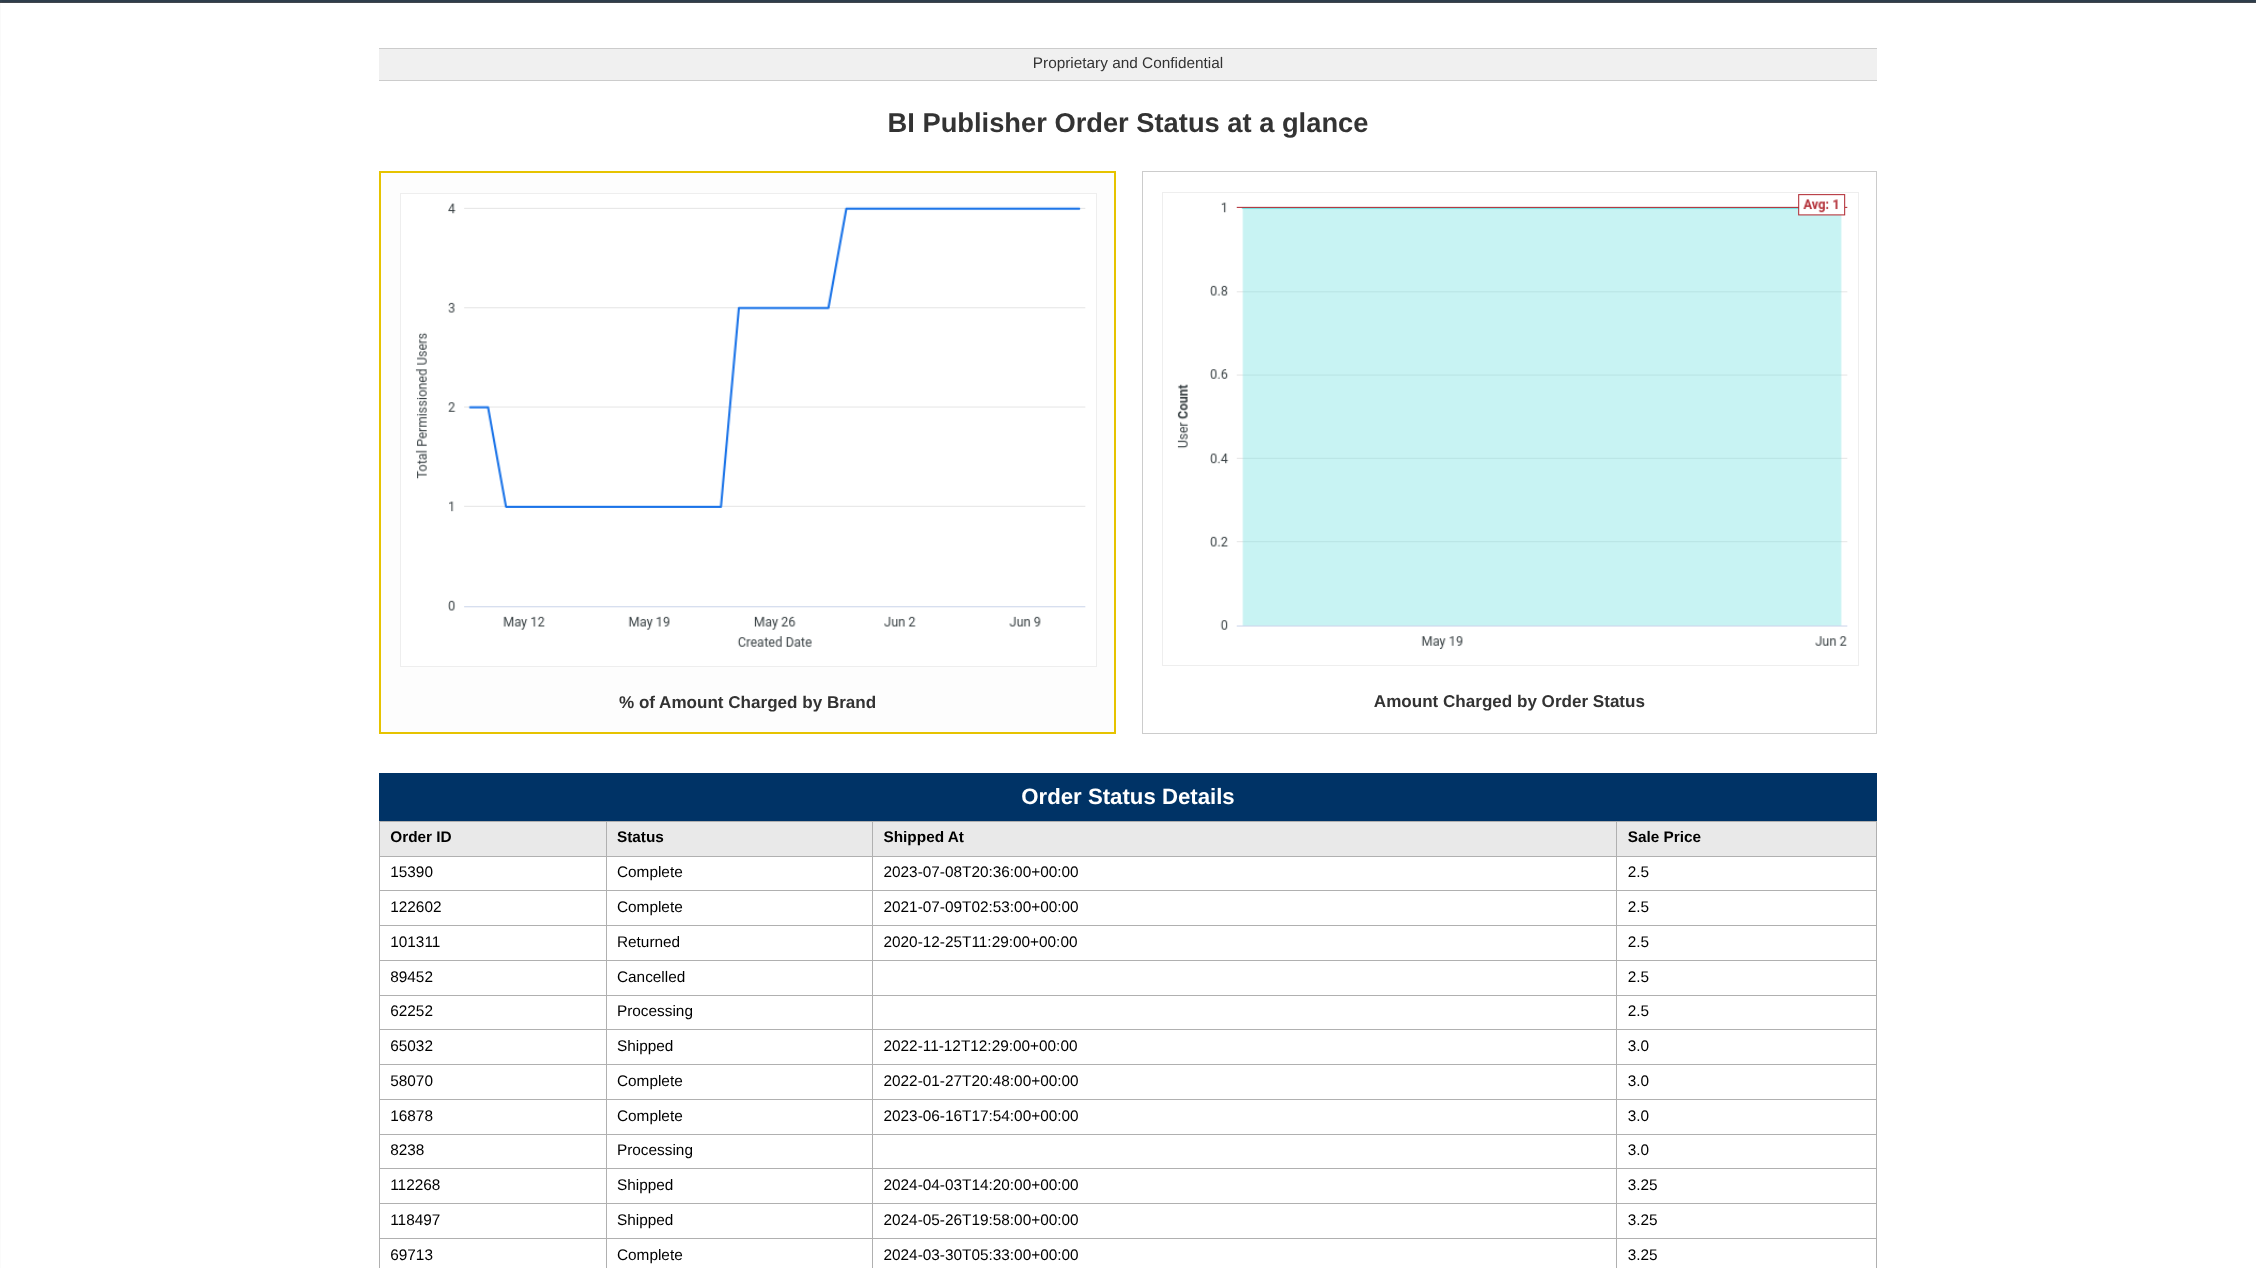 Proprietary and Confidential
BI Publisher Order Status at a glance
4
3
2
1
0
Total Permissioned Users
May 12 May 19 May 26 Jun 2 Jun 9
Created Date
% of Amount Charged by Brand
Avg: 1
1
0.8
0.6
0.4
0.2
0
User Count
May 19 Jun 2
Amount Charged by Order Status
Order Status Details
Order ID Status Shipped At Sale Price
15390 Complete 2023-07-08T20:36:00+00:00 2.5
122602 Complete 2021-07-09T02:53:00+00:00 2.5
101311 Returned 2020-12-25T11:29:00+00:00 2.5
89452 Cancelled 2.5
62252 Processing 2.5
65032 Shipped 2022-11-12T12:29:00+00:00 3.0
58070 Complete 2022-01-27T20:48:00+00:00 3.0
16878 Complete 2023-06-16T17:54:00+00:00 3.0
8238 Processing 3.0
112268 Shipped 2024-04-03T14:20:00+00:00 3.25
118497 Shipped 2024-05-26T19:58:00+00:00 3.25
69713 Complete 2024-03-30T05:33:00+00:00 3.25